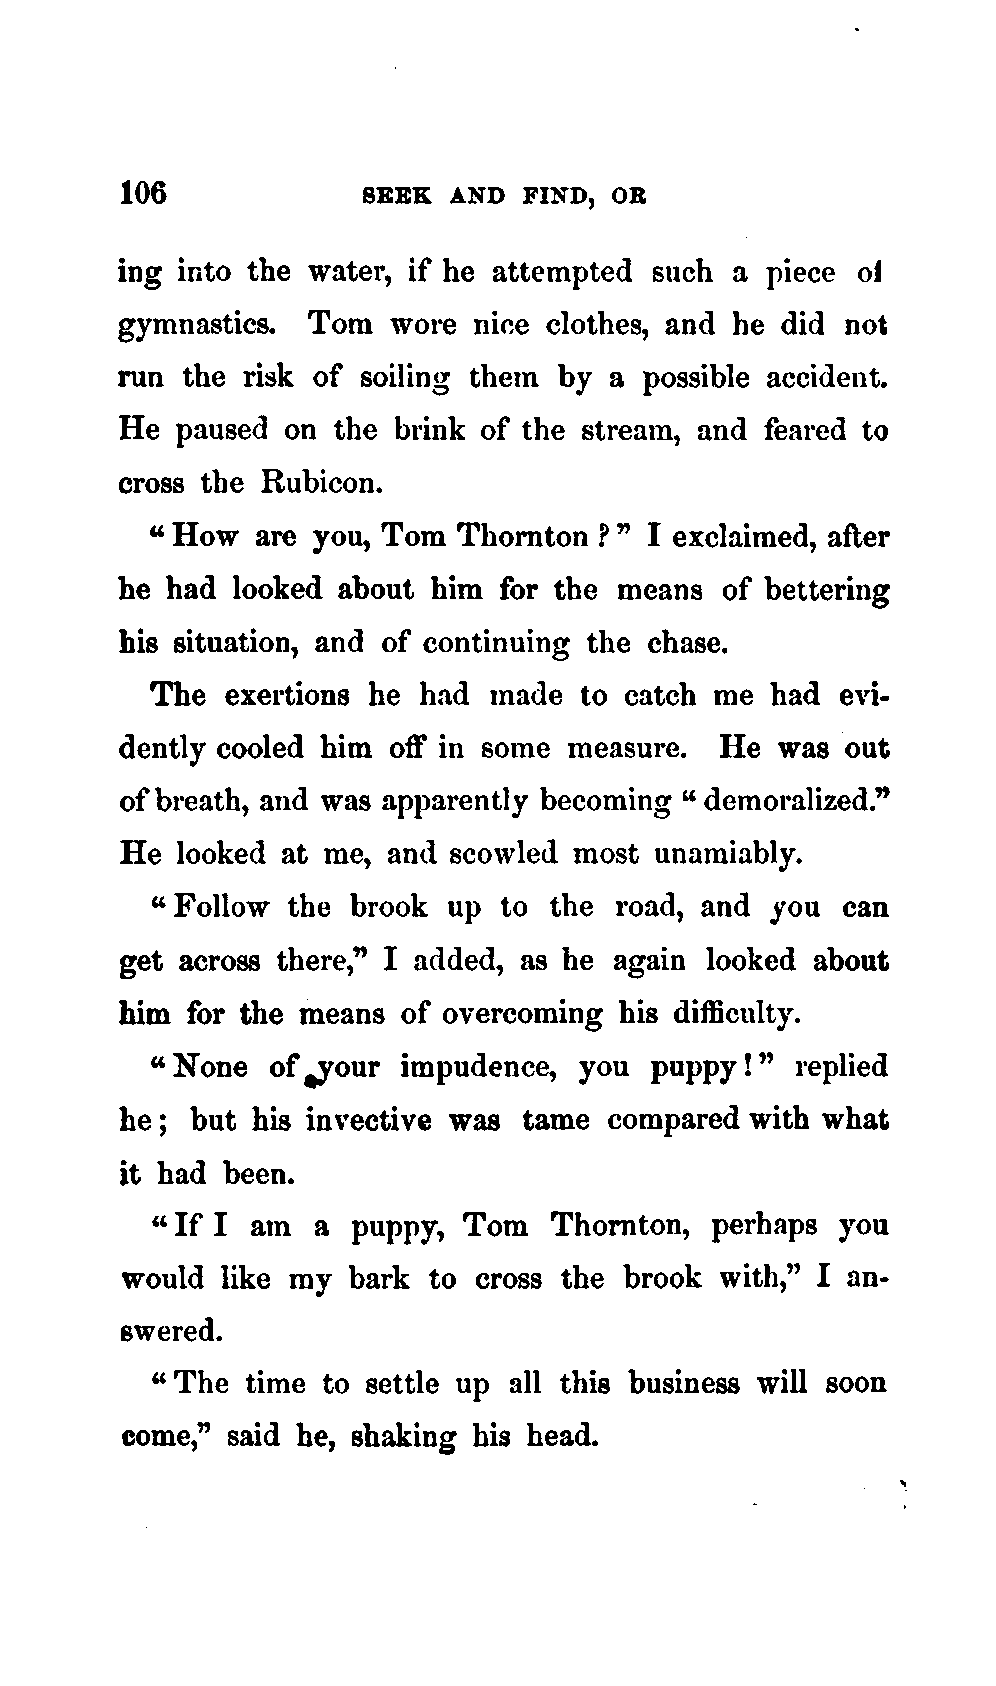 106 SEEK AND FIND, OR
ing into the water, if he attempted such a piece of
gymnastics. Tom wore nice clothes, and he did not
run the risk of soiling them by a possible accident.
He paused on the brink of the stream, and feared to
cross the Rubicon.
“How are you, Tom Thornton?” I exclaimed, after
he had looked about him for the means of bettering
his situation, and of continuing the chase.
The exertions he had made to catch me had evi-
dently cooled him off in some measure. He was out
of breath, and was apparently becoming “demoralized.”
He looked at me, and scowled most unamiably.
“Follow the brook up to the road, and you can
get across there,” I added, as he again looked about
him for the means of overcoming his difficulty.
“None of your impudence, you puppy!” replied
he; but his invective was tame compared with what
it had been.
“If I am a puppy, Tom Thornton, perhaps you
would like my bark to cross the brook with,” I an-
swered.
“The time to settle up all this business will soon
come,” said he, shaking his head.